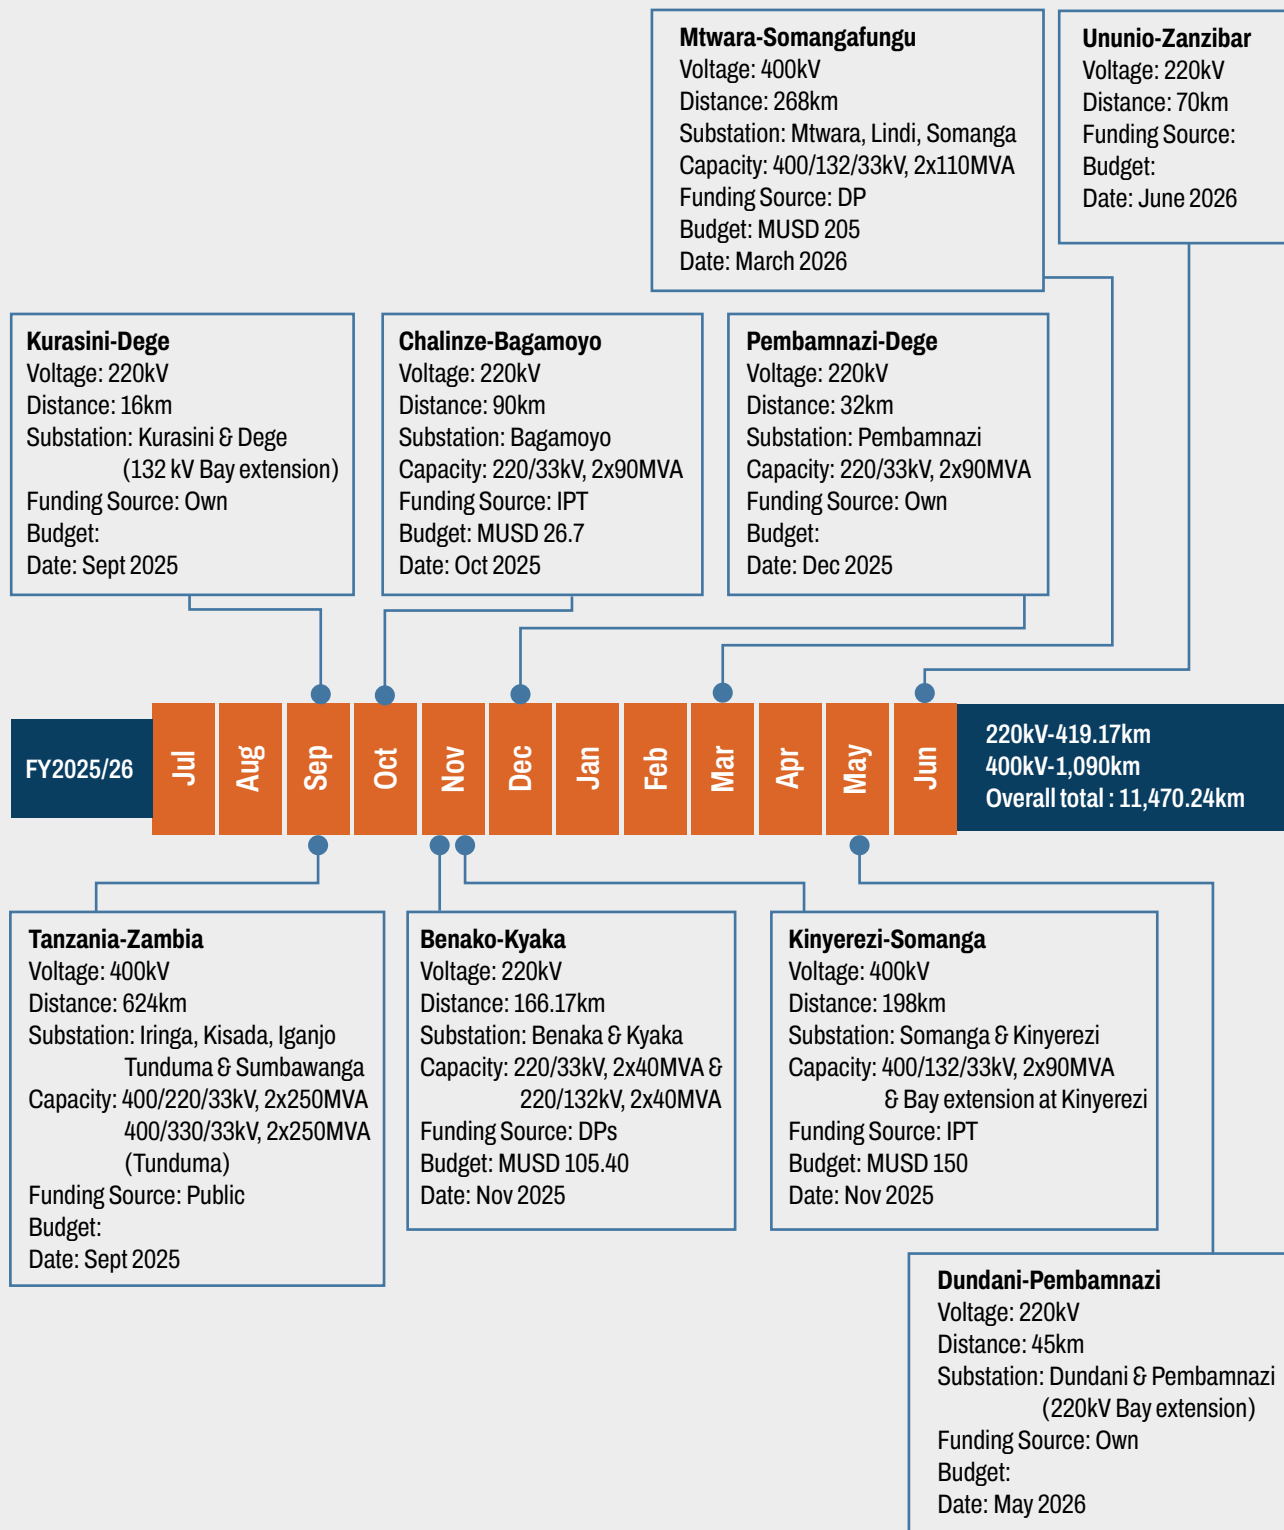 Mtwara-Somangafungu
Voltage: 400kV
Distance: 268km
Substation: Mtwara, Lindi, Somanga
Capacity: 400/132/33kV, 2x110MVA
Funding Source: DP
Budget: MUSD 205
Date: March 2026
Ununio-Zanzibar
Voltage: 220kV
Distance: 70km
Funding Source:
Budget:
Date: June 2026
Kurasini-Dege
Voltage: 220kV
Distance: 16km
Substation: Kurasini & Dege
(132 kV Bay extension)
Funding Source: Own
Budget:
Date: Sept 2025
Chalinze-Bagamoyo
Voltage: 220kV
Distance: 90km
Substation: Bagamoyo
Capacity: 220/33kV, 2x90MVA
Funding Source: IPT
Budget: MUSD 26.7
Date: Oct 2025
Pembamnazi-Dege
Voltage: 220kV
Distance: 32km
Substation: Pembamnazi
Capacity: 220/33kV, 2x90MVA
Funding Source: Own
Budget:
Date: Dec 2025
FY2025/26
Jul
Aug
Sep
Oct
Nov
Dec
Jan
Feb
Mar
Apr
May
Jun
220kV-419.17km
400kV-1,090km
Overall total : 11,470.24km
Tanzania-Zambia
Voltage: 400kV
Distance: 624km
Substation: Iringa, Kisada, Iganjo
Tunduma & Sumbawanga
Capacity: 400/220/33kV, 2x250MVA
400/330/33kV, 2x250MVA
(Tunduma)
Funding Source: Public
Budget:
Date: Sept 2025
Benako-Kyaka
Voltage: 220kV
Distance: 166.17km
Substation: Benaka & Kyaka
Capacity: 220/33kV, 2x40MVA &
220/132kV, 2x40MVA
Funding Source: DPs
Budget: MUSD 105.40
Date: Nov 2025
Kinyerezi-Somanga
Voltage: 400kV
Distance: 198km
Substation: Somanga & Kinyerezi
Capacity: 400/132/33kV, 2x90MVA
& Bay extension at Kinyerezi
Funding Source: IPT
Budget: MUSD 150
Date: Nov 2025
Dundani-Pembamnazi
Voltage: 220kV
Distance: 45km
Substation: Dundani & Pembamnazi
(220kV Bay extension)
Funding Source: Own
Budget:
Date: May 2026